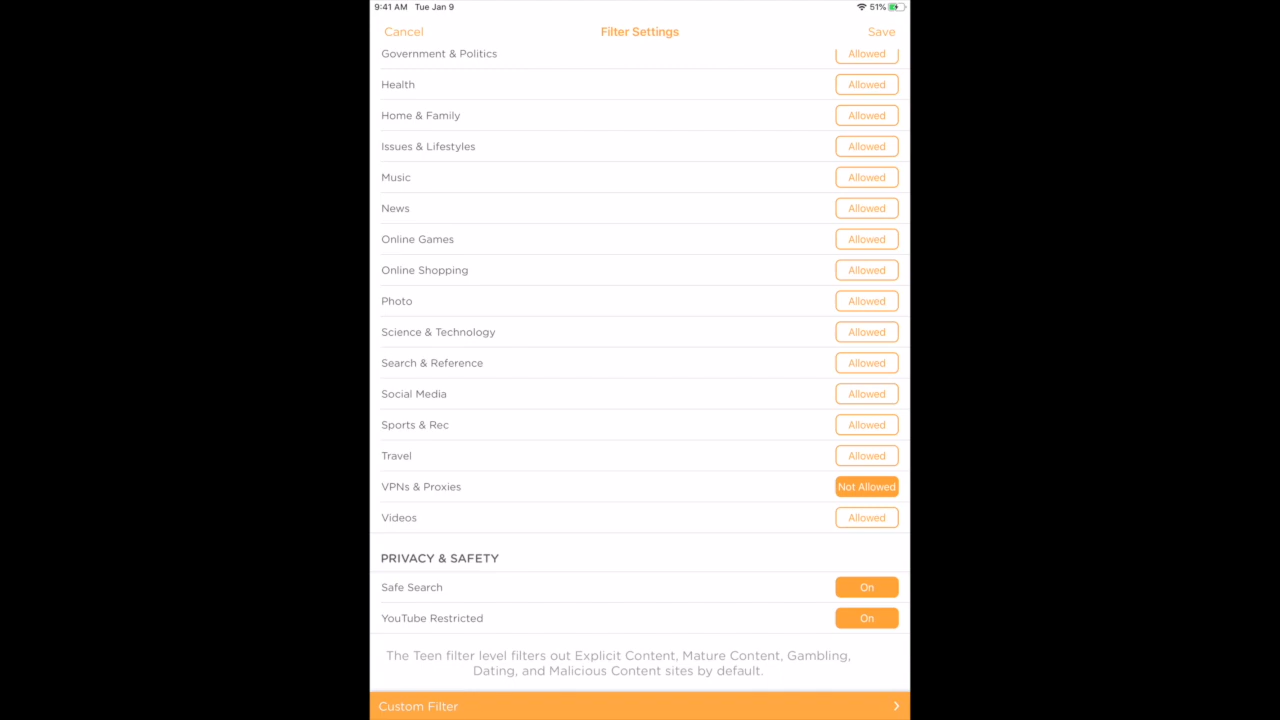 9:41 AM Tue Jan 9 51%
Cancel Filter Settings Save
Government & Politics Allowed
Health Allowed
Home & Family Allowed
Issues & Lifestyles Allowed
Music Allowed
News Allowed
Online Games Allowed
Online Shopping Allowed
Photo Allowed
Science & Technology Allowed
Search & Reference Allowed
Social Media Allowed
Sports & Rec Allowed
Travel Allowed
VPNs & Proxies Not Allowed
Videos Allowed
PRIVACY & SAFETY
Safe Search On
YouTube Restricted On
The Teen filter level filters out Explicit Content, Mature Content, Gambling,
Dating, and Malicious Content sites by default.
Custom Filter